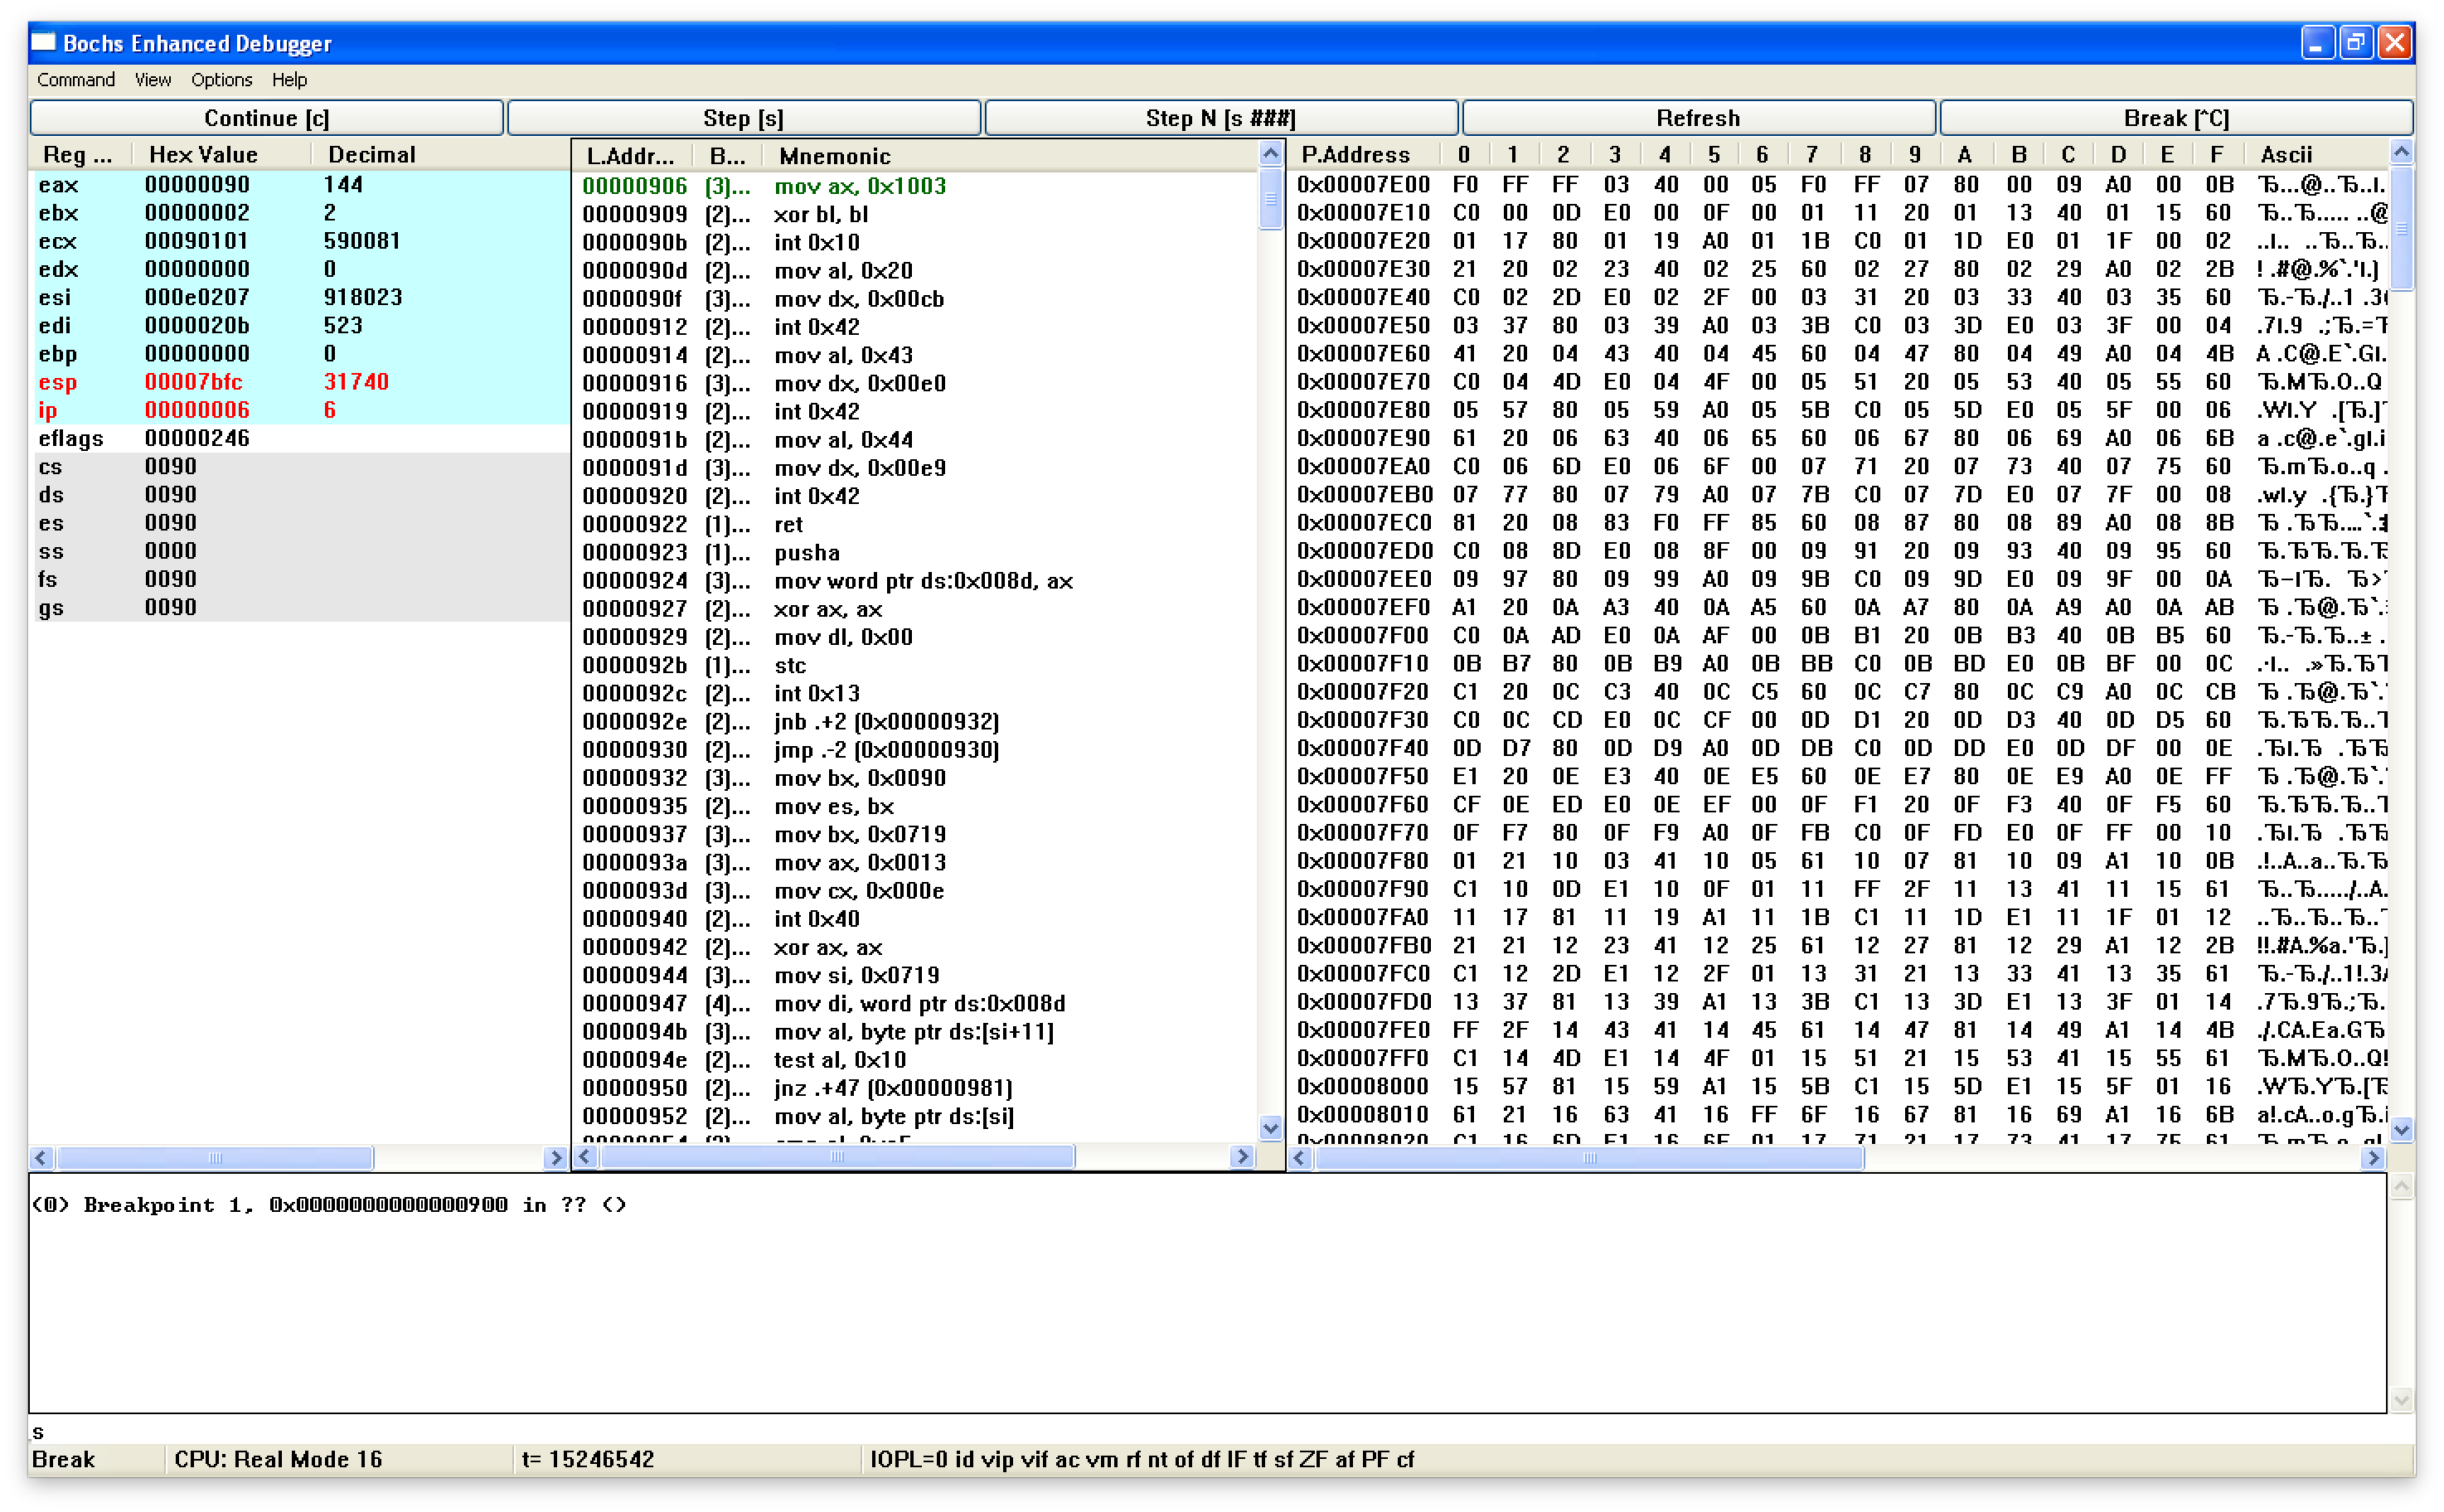 Bochs Enhanced Debugger
Command View Options Help
Continue [c] Step [s] Step N [s ###] Refresh Break [^C]
Reg ... Hex Value Decimal
eax 00000090 144
ebx 00000002 2
ecx 00090101 590081
edx 00000000 0
esi 000e0207 918023
edi 0000020b 523
ebp 00000000 0
esp 00007bfc 31740
ip 00000006 6
eflags 00000246
cs 0090
ds 0090
es 0090
ss 0000
fs 0090
gs 0090
L.Addr... B... Mnemonic
00000906 (3)... mov ax, 0x1003
00000909 (2)... xor bl, bl
0000090b (2)... int 0x10
0000090d (2)... mov al, 0x20
0000090f (3)... mov dx, 0x00cb
00000912 (2)... int 0x42
00000914 (2)... mov al, 0x43
00000916 (3)... mov dx, 0x00e0
00000919 (2)... int 0x42
0000091b (2)... mov al, 0x44
0000091d (3)... mov dx, 0x00e9
00000920 (2)... int 0x42
00000922 (1)... ret
00000923 (1)... pusha
00000924 (3)... mov word ptr ds:0x008d, ax
00000927 (2)... xor ax, ax
00000929 (2)... mov dl, 0x00
0000092b (1)... stc
0000092c (2)... int 0x13
0000092e (2)... jnb .+2 (0x00000932)
00000930 (2)... jmp .-2 (0x00000930)
00000932 (3)... mov bx, 0x0090
00000935 (2)... mov es, bx
00000937 (3)... mov bx, 0x0719
0000093a (3)... mov ax, 0x0013
0000093d (3)... mov cx, 0x000e
00000940 (2)... int 0x40
00000942 (2)... xor ax, ax
00000944 (3)... mov si, 0x0719
00000947 (4)... mov di, word ptr ds:0x008d
0000094b (3)... mov al, byte ptr ds:[si+11]
0000094e (2)... test al, 0x10
00000950 (2)... jnz .+47 (0x00000981)
00000952 (2)... mov al, byte ptr ds:[si]
P.Address 0 1 2 3 4 5 6 7 8 9 A B C D E F Ascii
0x00007E00 F0 FF FF 03 40 00 05 F0 FF 07 80 00 09 A0 00 0B
0x00007E10 C0 00 0D E0 00 0F 00 01 11 20 01 13 40 01 15 60
0x00007E20 01 17 80 01 19 A0 01 1B C0 01 1D E0 01 1F 00 02
0x00007E30 21 20 02 23 40 02 25 60 02 27 80 02 29 A0 02 2B
0x00007E40 C0 02 2D E0 02 2F 00 03 31 20 03 33 40 03 35 60
0x00007E50 03 37 80 03 39 A0 03 3B C0 03 3D E0 03 3F 00 04
0x00007E60 41 20 04 43 40 04 45 60 04 47 80 04 49 A0 04 4B
0x00007E70 C0 04 4D E0 04 4F 00 05 51 20 05 53 40 05 55 60
0x00007E80 05 57 80 05 59 A0 05 5B C0 05 5D E0 05 5F 00 06
0x00007E90 61 20 06 63 40 06 65 60 06 67 80 06 69 A0 06 6B
0x00007EA0 C0 06 6D E0 06 6F 00 07 71 20 07 73 40 07 75 60
0x00007EB0 07 77 80 07 79 A0 07 7B C0 07 7D E0 07 7F 00 08
0x00007EC0 81 20 08 83 F0 FF 85 60 08 87 80 08 89 A0 08 8B
0x00007ED0 C0 08 8D E0 08 8F 00 09 91 20 09 93 40 09 95 60
0x00007EE0 09 97 80 09 99 A0 09 9B C0 09 9D E0 09 9F 00 0A
0x00007EF0 A1 20 0A A3 40 0A A5 60 0A A7 80 0A A9 A0 0A AB
0x00007F00 C0 0A AD E0 0A AF 00 0B B1 20 0B B3 40 0B B5 60
0x00007F10 0B B7 80 0B B9 A0 0B BB C0 0B BD E0 0B BF 00 0C
0x00007F20 C1 20 0C C3 40 0C C5 60 0C C7 80 0C C9 A0 0C CB
0x00007F30 C0 0C CD E0 0C CF 00 0D D1 20 0D D3 40 0D D5 60
0x00007F40 0D D7 80 0D D9 A0 0D DB C0 0D DD E0 0D DF 00 0E
0x00007F50 E1 20 0E E3 40 0E E5 60 0E E7 80 0E E9 A0 0E FF
0x00007F60 CF 0E ED E0 0E EF 00 0F F1 20 0F F3 40 0F F5 60
0x00007F70 0F F7 80 0F F9 A0 0F FB C0 0F FD E0 0F FF 00 10
0x00007F80 01 21 10 03 41 10 05 61 10 07 81 10 09 A1 10 0B
0x00007F90 C1 10 0D E1 10 0F 01 11 FF 2F 11 13 41 11 15 61
0x00007FA0 11 17 81 11 19 A1 11 1B C1 11 1D E1 11 1F 01 12
0x00007FB0 21 21 12 23 41 12 25 61 12 27 81 12 29 A1 12 2B
0x00007FC0 C1 12 2D E1 12 2F 01 13 31 21 13 33 41 13 35 61
0x00007FD0 13 37 81 13 39 A1 13 3B C1 13 3D E1 13 3F 01 14
0x00007FE0 FF 2F 14 43 41 14 45 61 14 47 81 14 49 A1 14 4B
0x00007FF0 C1 14 4D E1 14 4F 01 15 51 21 15 53 41 15 55 61
0x00008000 15 57 81 15 59 A1 15 5B C1 15 5D E1 15 5F 01 16
0x00008010 61 21 16 63 41 16 FF 6F 16 67 81 16 69 A1 16 6B
0x00008020 C1 16 6D E1 16 6F 01 17 71 21 17 73 41 17 75 61
(0) Breakpoint 1, 0x0000000000000900 in ?? ()
s
Break CPU: Real Mode 16 t= 15246542 IOPL=0 id vip vif ac vm rf nt of df IF tf sf ZF af PF cf